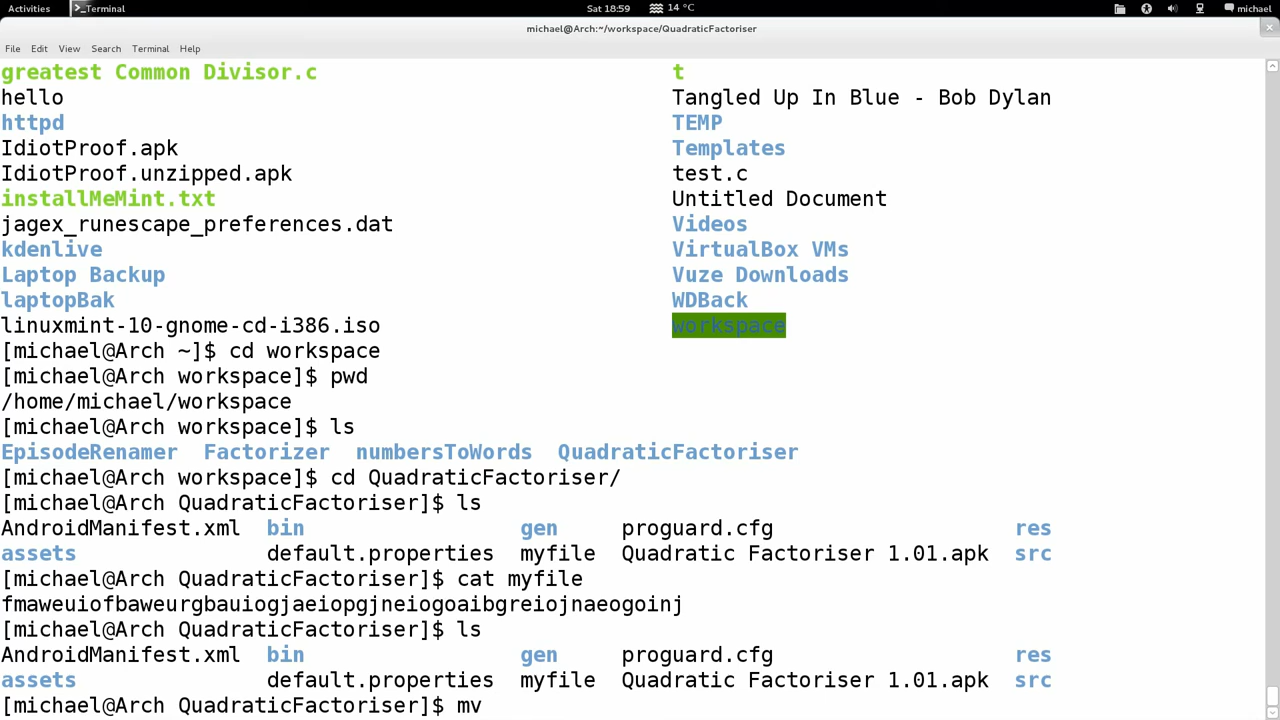 Activities Terminal Sat 18:59 14 °C michael
michael@Arch:~/workspace/QuadraticFactoriser
File Edit View Search Terminal Help
greatest Common Divisor.c t
hello Tangled Up In Blue - Bob Dylan
httpd TEMP
IdiotProof.apk Templates
IdiotProof.unzipped.apk test.c
installMeMint.txt Untitled Document
jagex_runescape_preferences.dat Videos
kdenlive VirtualBox VMs
Laptop Backup Vuze Downloads
laptopBak WDBack
linuxmint-10-gnome-cd-i386.iso workspace
[michael@Arch ~]$ cd workspace
[michael@Arch workspace]$ pwd
/home/michael/workspace
[michael@Arch workspace]$ ls
EpisodeRenamer Factorizer numbersToWords QuadraticFactoriser
[michael@Arch workspace]$ cd QuadraticFactoriser/
[michael@Arch QuadraticFactoriser]$ ls
AndroidManifest.xml bin gen proguard.cfg res
assets default.properties myfile Quadratic Factoriser 1.01.apk src
[michael@Arch QuadraticFactoriser]$ cat myfile
fmaweuiofbaweurgbauiogjaeiopgjneiogoaibgreiojnaeogoinj
[michael@Arch QuadraticFactoriser]$ ls
AndroidManifest.xml bin gen proguard.cfg res
assets default.properties myfile Quadratic Factoriser 1.01.apk src
[michael@Arch QuadraticFactoriser]$ mv